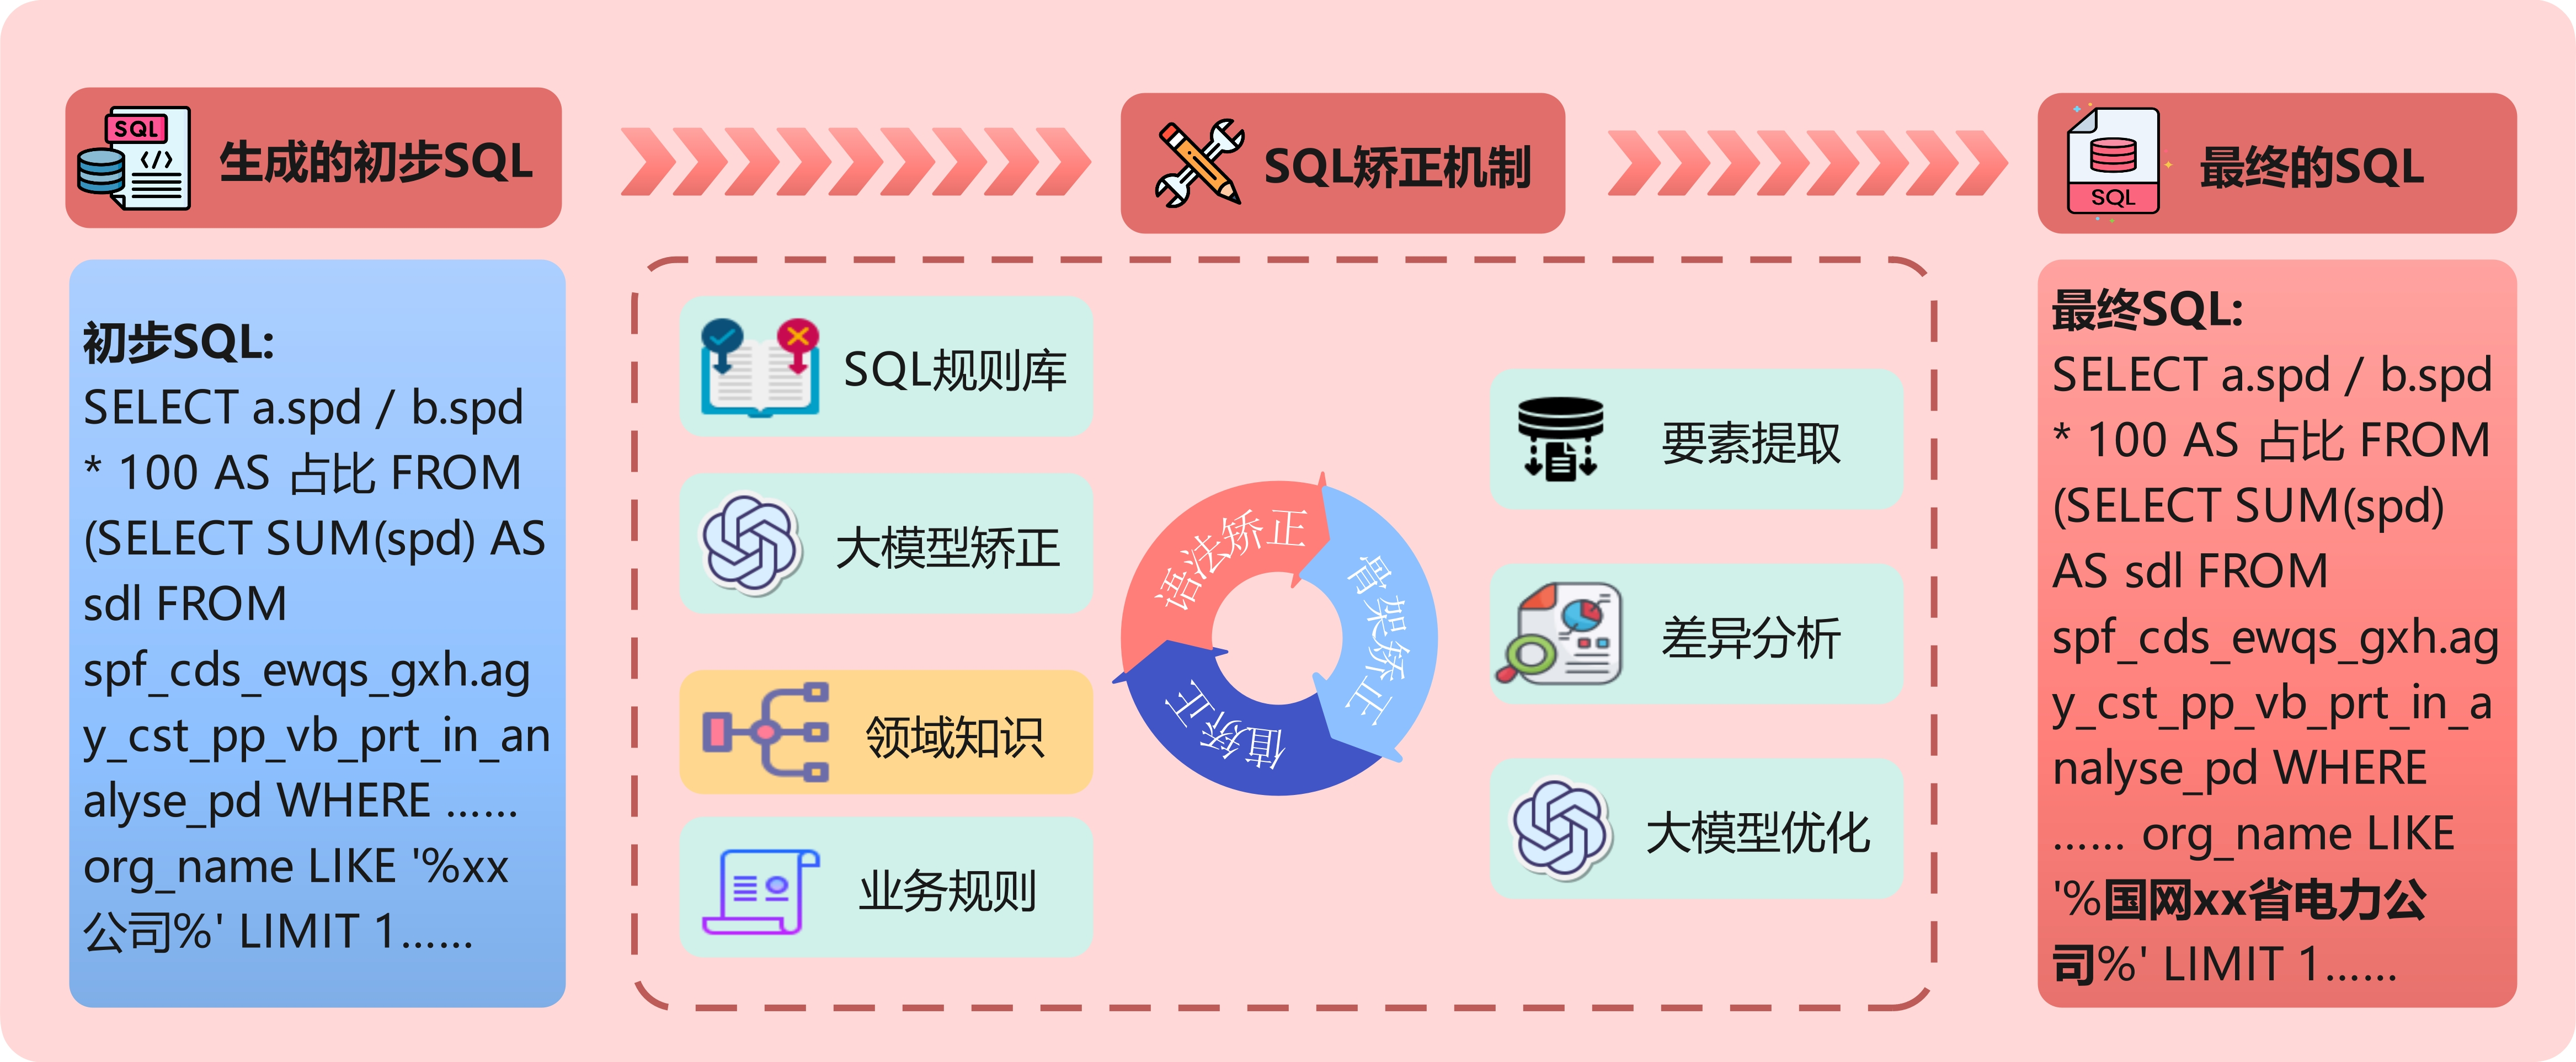 SQL
</>
生成的初步SQL
SQL矫正机制
SQL
最终的SQL
初步SQL:
SELECT a.spd / b.spd
* 100 AS 占比 FROM
(SELECT SUM(spd) AS
sdl FROM
spf_cds_ewqs_gxh.ag
y_cst_pp_vb_prt_in_an
alyse_pd WHERE ......
org_name LIKE '%xx
公司%' LIMIT 1......
SQL规则库
大模型矫正
领域知识
业务规则
语法矫正
骨架矫正
值矫正
要素提取
差异分析
大模型优化
最终SQL:
SELECT a.spd / b.spd
* 100 AS 占比 FROM
(SELECT SUM(spd)
AS sdl FROM
spf_cds_ewqs_gxh.ag
y_cst_pp_vb_prt_in_a
nalyse_pd WHERE
...... org_name LIKE
'%国网xx省电力公
司%' LIMIT 1......